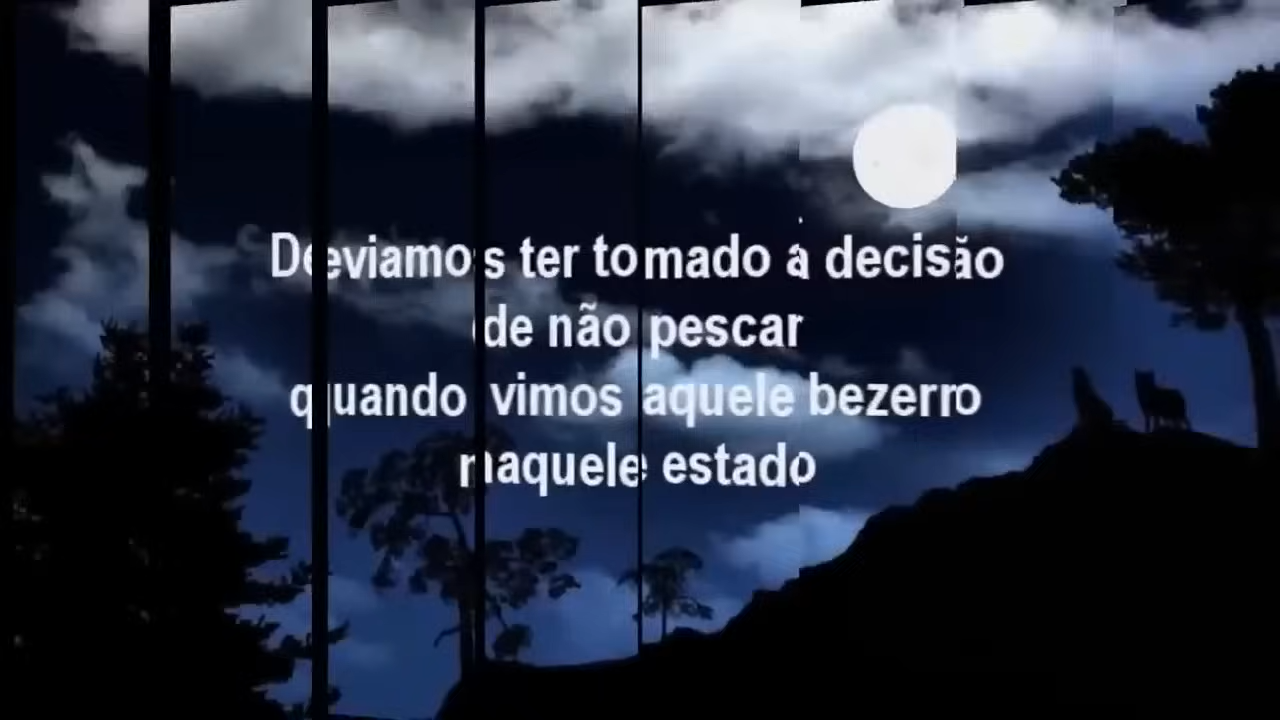 Deviamos ter tomado a decisão
de não pescar
quando vimos aquele bezerro
naquele estado